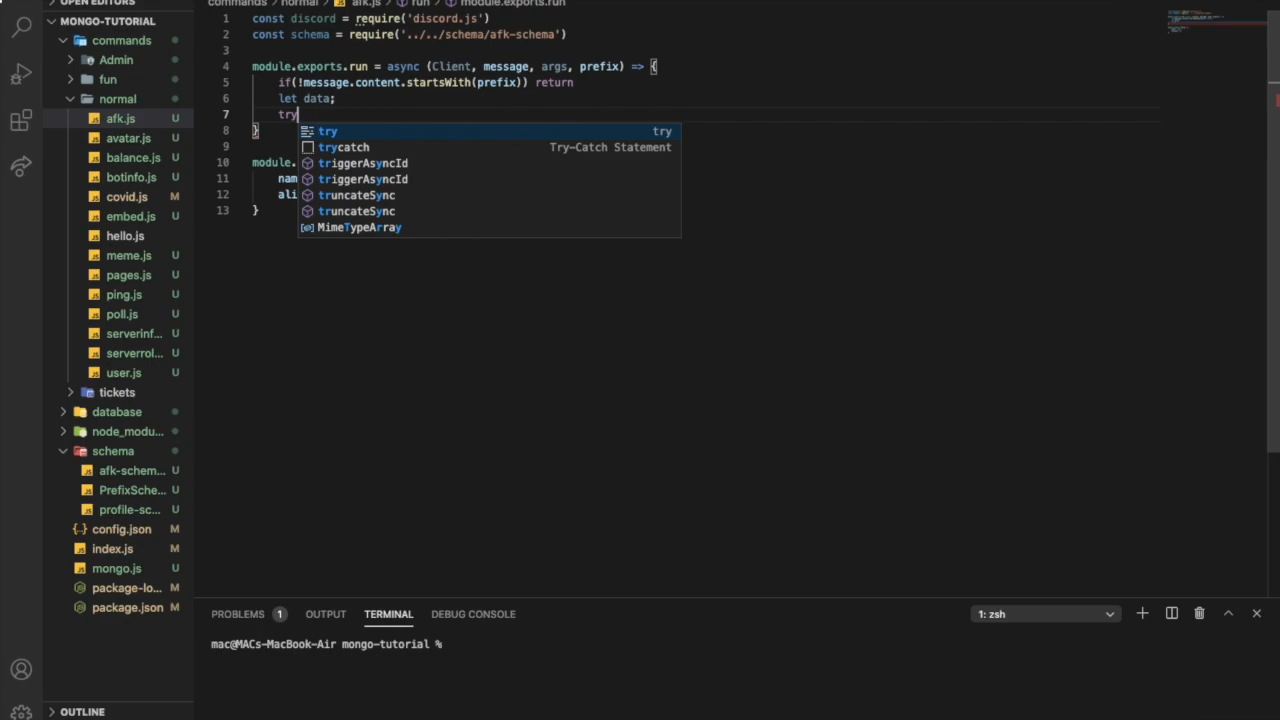 OPEN EDITORS
MONGO-TUTORIAL
commands
Admin
fun
normal
afk.js U
avatar.js U
balance.js U
botinfo.js U
covid.js M
embed.js U
hello.js
meme.js U
pages.js U
ping.js U
poll.js U
serverinf... U
serverrol... U
user.js U
tickets
database
node_modu...
schema
afk-schem... U
PrefixSche... U
profile-sc... U
config.json M
index.js M
mongo.js U
package-lo... M
package.json M
OUTLINE
commands > normal > afk.js > run > module.exports.run
1 const discord = require('discord.js')
2 const schema = require('../../schema/afk-schema')
3
4 module.exports.run = async (Client, message, args, prefix) => {
5 if(!message.content.startsWith(prefix)) return
6 let data;
7 try
8 }
9
10 module.
11 nam
12 ali
13 }
try try
trycatch Try-Catch Statement
triggerAsyncId
triggerAsyncId
truncateSync
truncateSync
MimeTypeArray
PROBLEMS 1 OUTPUT TERMINAL DEBUG CONSOLE 1: zsh
mac@MACs-MacBook-Air mongo-tutorial %